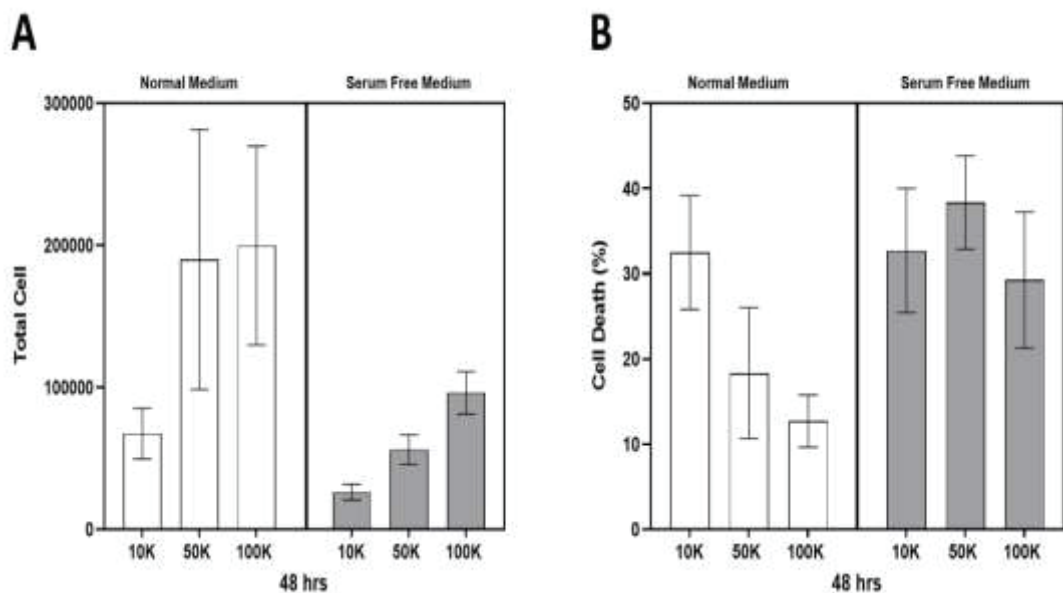 A
Normal Medium
Serum Free Medium
300000
200000
100000
0
Total Cell
10K
50K
100K
10K
50K
100K
48 hrs
B
Normal Medium
Serum Free Medium
50
40
30
20
10
0
Cell Death (%)
10K
50K
100K
10K
50K
100K
48 hrs